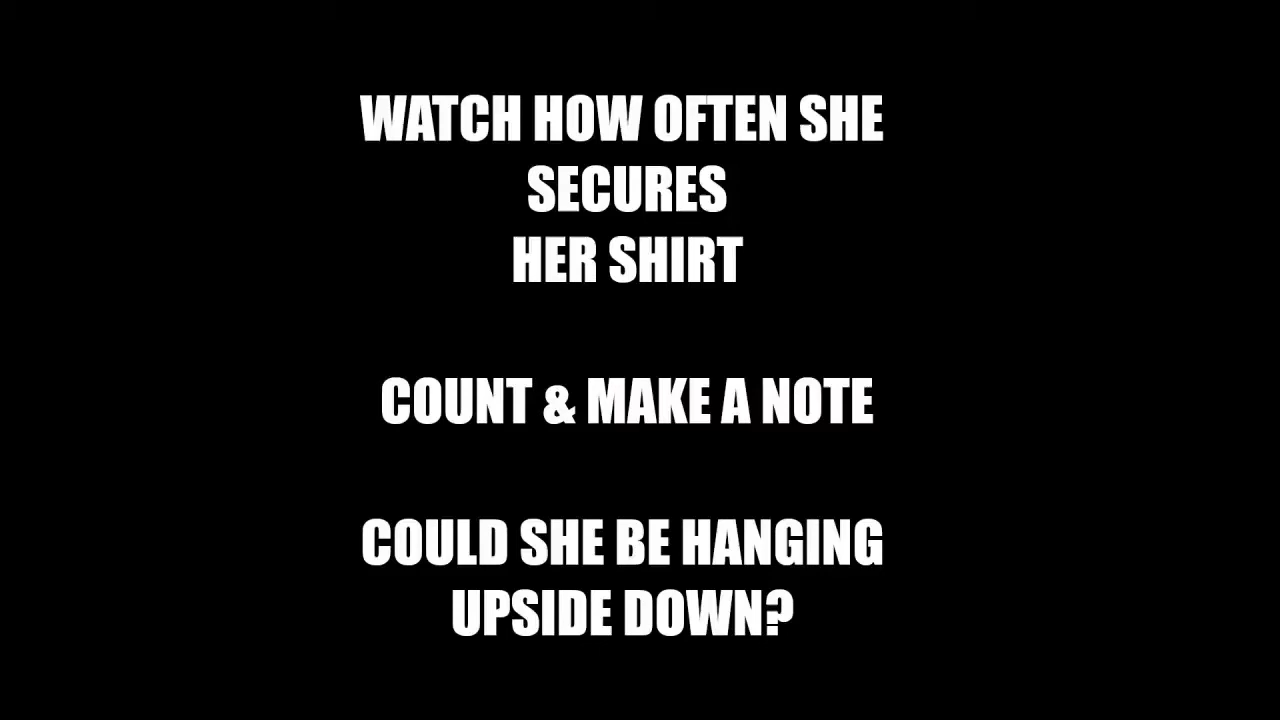 WATCH HOW OFTEN SHE
SECURES
HER SHIRT
COUNT & MAKE A NOTE
COULD SHE BE HANGING
UPSIDE DOWN?